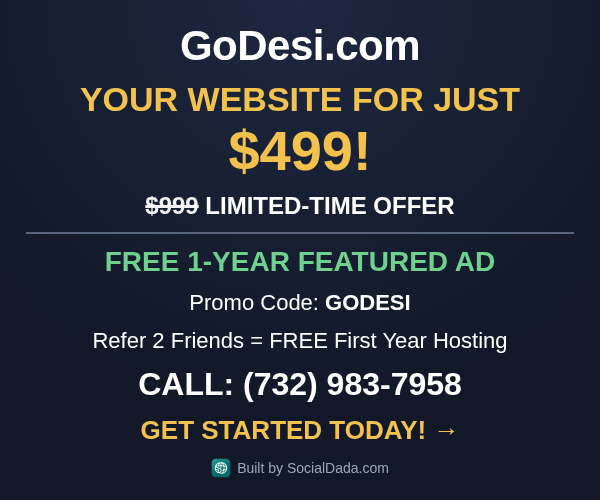 GoDesi.com
YOUR WEBSITE FOR JUST
$499!
$999 LIMITED-TIME OFFER
FREE 1-YEAR FEATURED AD
Promo Code: GODESI
Refer 2 Friends = FREE First Year Hosting
CALL: (732) 983-7958
GET STARTED TODAY! →
Built by SocialDada.com